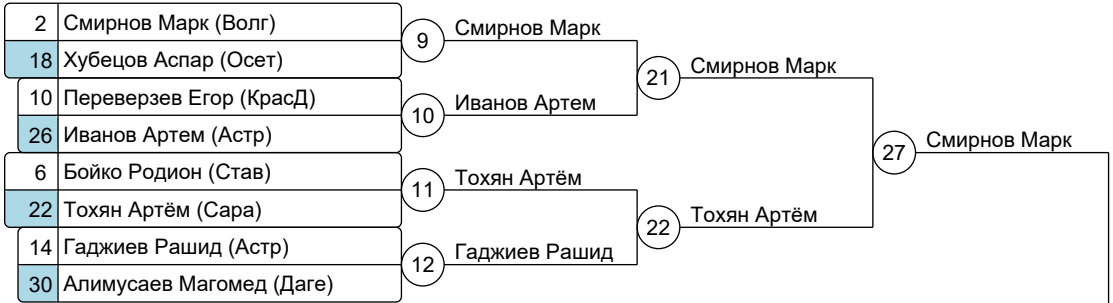 2 Смирнов Марк (Волг)
18 Хубецов Аспар (Осет)
10 Переверзев Егор (КрасД)
26 Иванов Артем (Астр)
6 Бойко Родион (Став)
22 Тохян Артём (Сара)
14 Гаджиев Рашид (Астр)
30 Алимусаев Магомед (Даге)
9 Смирнов Марк
10 Иванов Артем
11 Тохян Артём
12 Гаджиев Рашид
21 Смирнов Марк
22 Тохян Артём
27 Смирнов Марк